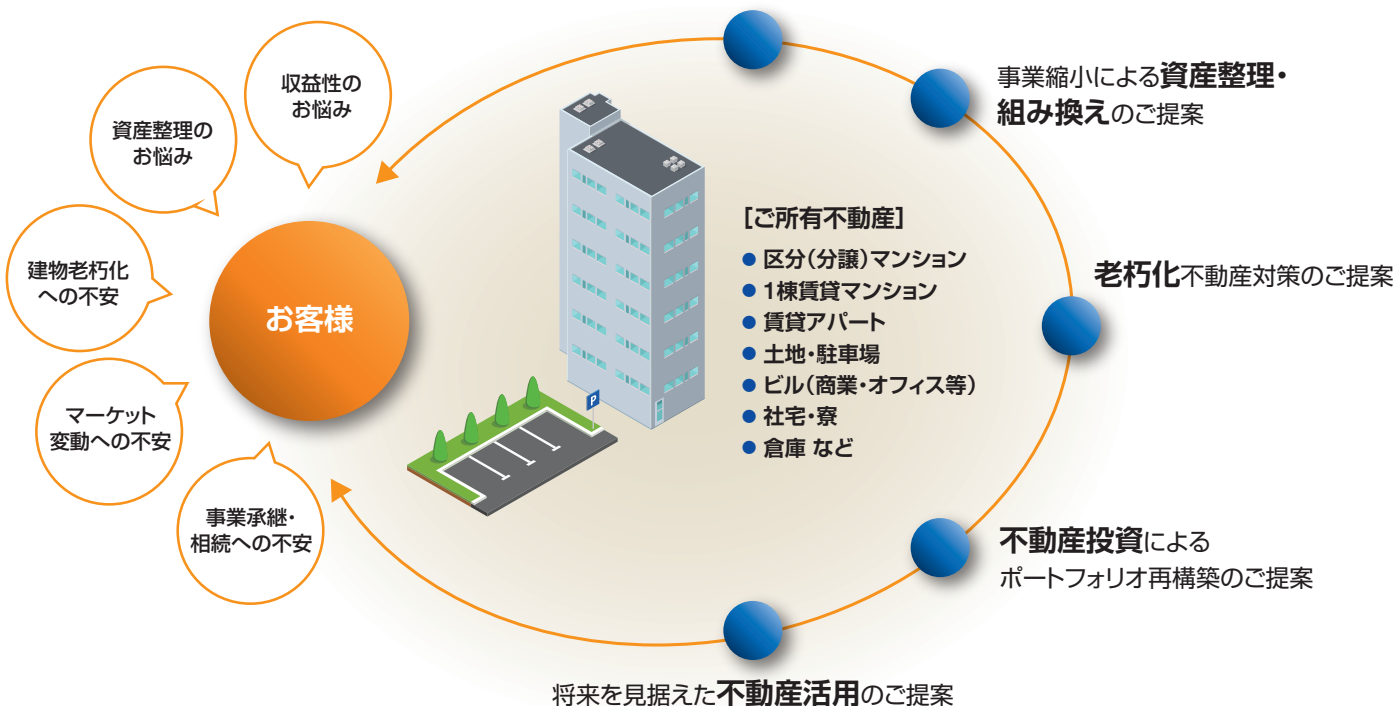 収益性の
お悩み
資産整理の
お悩み
建物老朽化
への不安
マーケット
変動への不安
事業承継・
相続への不安
お客様
P
[ご所有不動産]
● 区分(分譲)マンション
● 1棟賃貸マンション
● 賃貸アパート
● 土地・駐車場
● ビル(商業・オフィス等)
● 社宅・寮
● 倉庫 など
事業縮小による資産整理・
組み換えのご提案
老朽化不動産対策のご提案
不動産投資による
ポートフォリオ再構築のご提案
将来を見据えた不動産活用のご提案